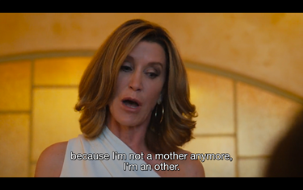 because I'm not a mother anymore,
I'm an other.